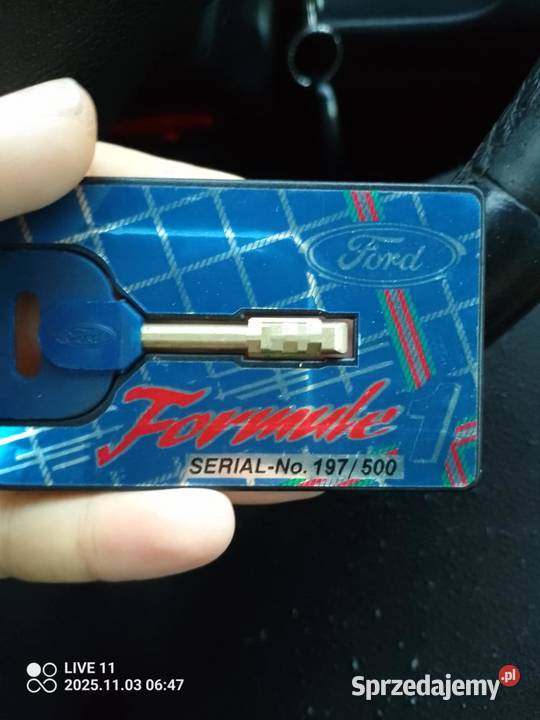 Ford
Ford
Formule 1
SERIAL-No. 197/500
LIVE 11
2025.11.03 06:47
Sprzedajemy.pl